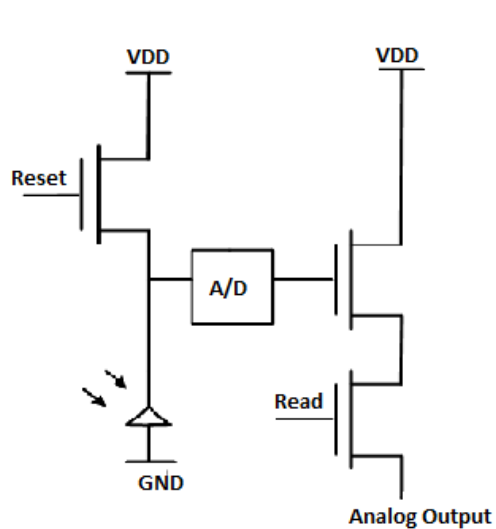 VDD
VDD
Reset
A/D
Read
GND
Analog Output